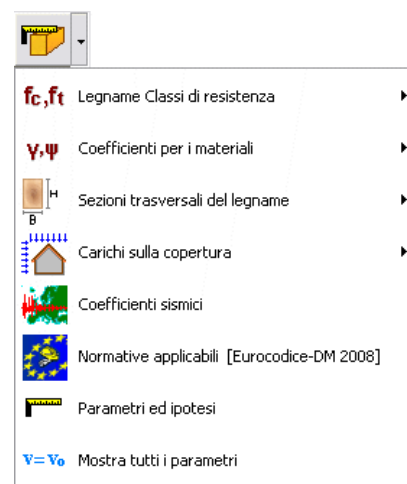 fc,ft Legname Classi di resistenza
γ,ψ Coefficienti per i materiali
H
B
Sezioni trasversali del legname
Carichi sulla copertura
Coefficienti sismici
Normative applicabili [Eurocodice-DM 2008]
Parametri ed ipotesi
v=vo Mostra tutti i parametri